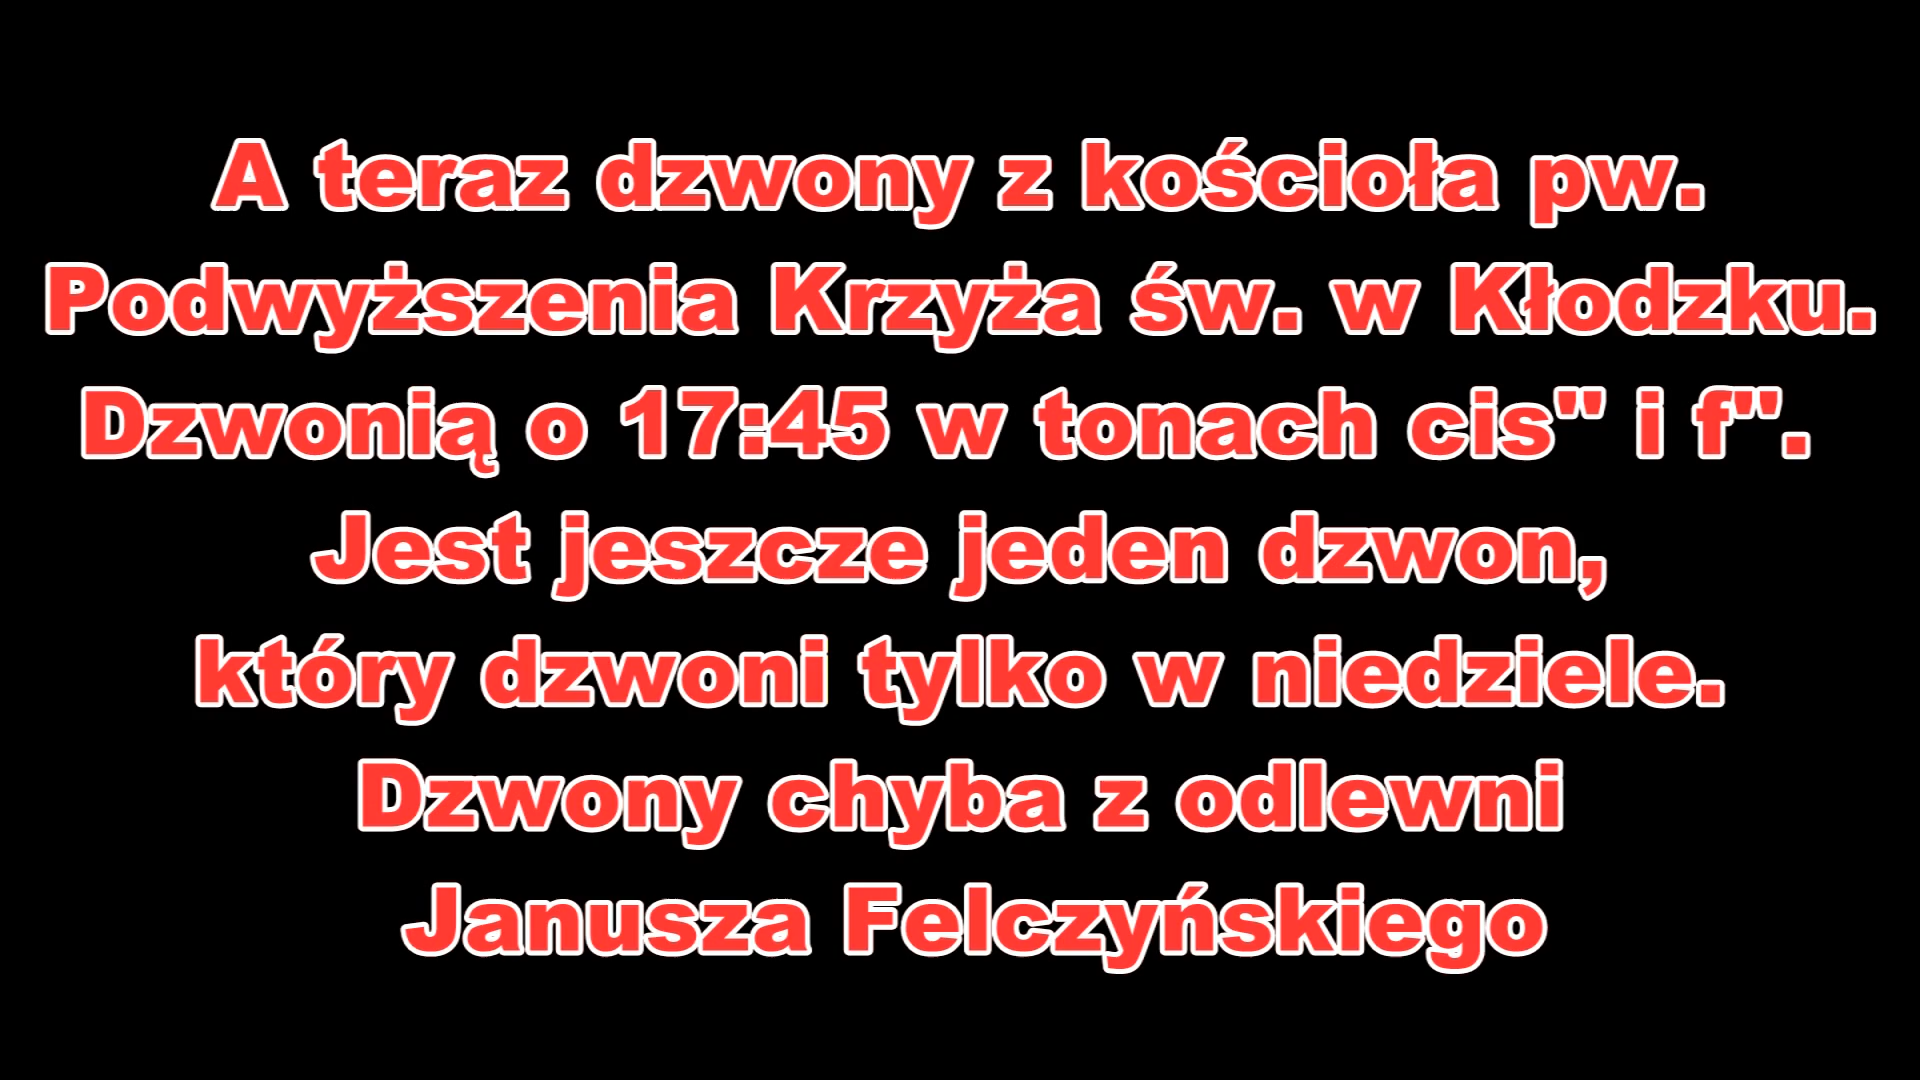 A teraz dzwony z kościoła pw.
Podwyższenia Krzyża św. w Kłodzku.
Dzwonią o 17:45 w tonach cis" i f".
Jest jeszcze jeden dzwon,
który dzwoni tylko w niedziele.
Dzwony chyba z odlewni
Janusza Felczyńskiego